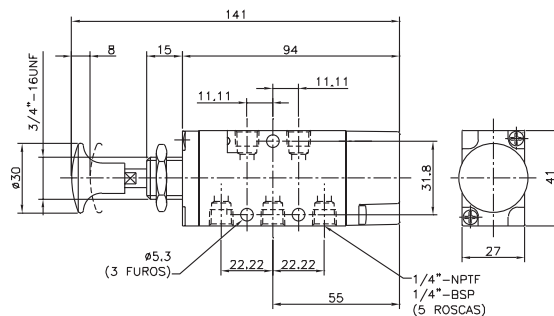 141
8
15
94
11.11
11.11
3/4"-16UNF
ø30
31.8
41
ø5.3
(3 FUROS)
22.22
22.22
1/4"-NPTF
1/4"-BSP
(5 ROSCAS)
27
55